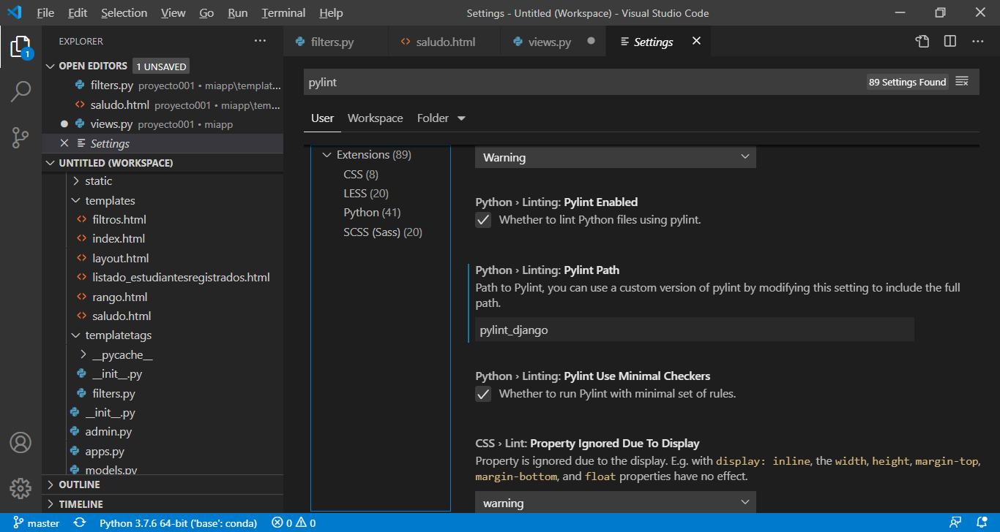 File Edit Selection View Go Run Terminal Help
Settings - Untitled (Workspace) - Visual Studio Code
1
EXPLORER
OPEN EDITORS 1 UNSAVED
filters.py proyecto001 • miapp\templat...
saludo.html proyecto001 • miapp\tem...
views.py proyecto001 • miapp
Settings
UNTITLED (WORKSPACE)
static
templates
filtros.html
index.html
layout.html
listado_estudiantesregistrados.html
rango.html
saludo.html
templatetags
__pycache__
__init__.py
filters.py
__init__.py
admin.py
apps.py
models.py
OUTLINE
TIMELINE
filters.py saludo.html views.py Settings
pylint 89 Settings Found
User Workspace Folder
Extensions (89)
CSS (8)
LESS (20)
Python (41)
SCSS (Sass) (20)
Warning
Python › Linting: Pylint Enabled
Whether to lint Python files using pylint.
Python › Linting: Pylint Path
Path to Pylint, you can use a custom version of pylint by modifying this setting to include the full
path.
pylint_django
Python › Linting: Pylint Use Minimal Checkers
Whether to run Pylint with minimal set of rules.
CSS › Lint: Property Ignored Due To Display
Property is ignored due to the display. E.g. with display: inline, the width, height, margin-top,
margin-bottom, and float properties have no effect.
warning
master Python 3.7.6 64-bit ('base': conda) 0 0